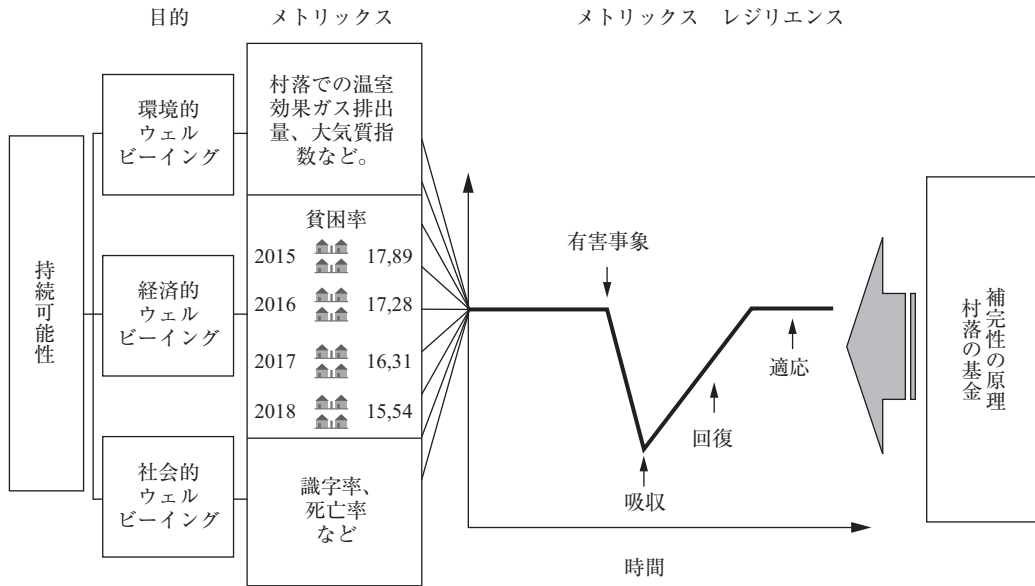 目的
メトリックス
メトリックス レジリエンス
持続可能性
環境的
ウェル
ビーイング
村落での温室
効果ガス排出
量、大気質指
数など。
経済的
ウェル
ビーイング
貧困率
2015 17,89
2016 17,28
2017 16,31
2018 15,54
社会的
ウェル
ビーイング
識字率、
死亡率
など
有害事象
吸収
回復
適応
時間
補完性の原理
村落の基金